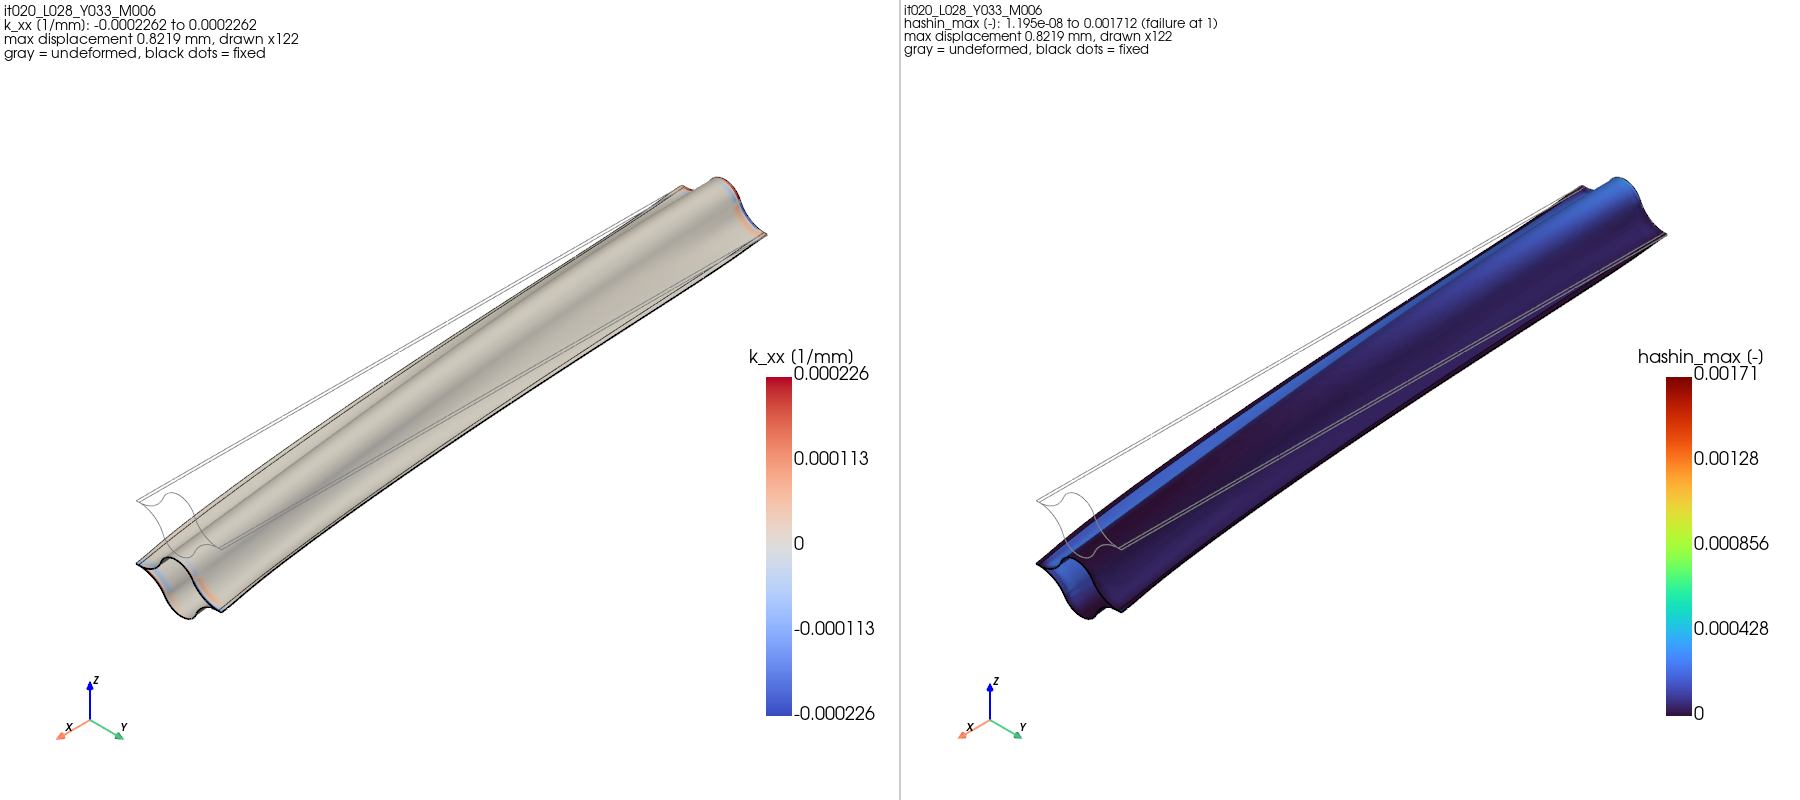 it020_L028_Y033_M006
k_xx [1/mm]: -0.0002262 to 0.0002262
max displacement 0.8219 mm, drawn x122
gray = undeformed, black dots = fixed
k_xx [1/mm]
0.000226
0.000113
0
-0.000113
-0.000226
Z
X
Y
it020_L028_Y033_M006
hashin_max [-]: 1.195e-08 to 0.001712 (failure at 1)
max displacement 0.8219 mm, drawn x122
gray = undeformed, black dots = fixed
hashin_max [-]
0.00171
0.00128
0.000856
0.000428
0
Z
X
Y